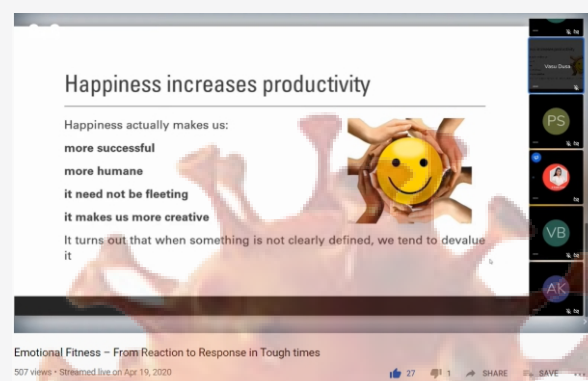 Happiness increases productivity
Happiness actually makes us:
more successful
more humane
it need not be fleeting
it makes us more creative
It turns out that when something is not clearly defined, we tend to devalue
it
Vasu Dusa
PS
VB
AK
Emotional Fitness – From Reaction to Response in Tough times
507 views • Streamed live on Apr 19, 2020
27
1
SHARE
SAVE